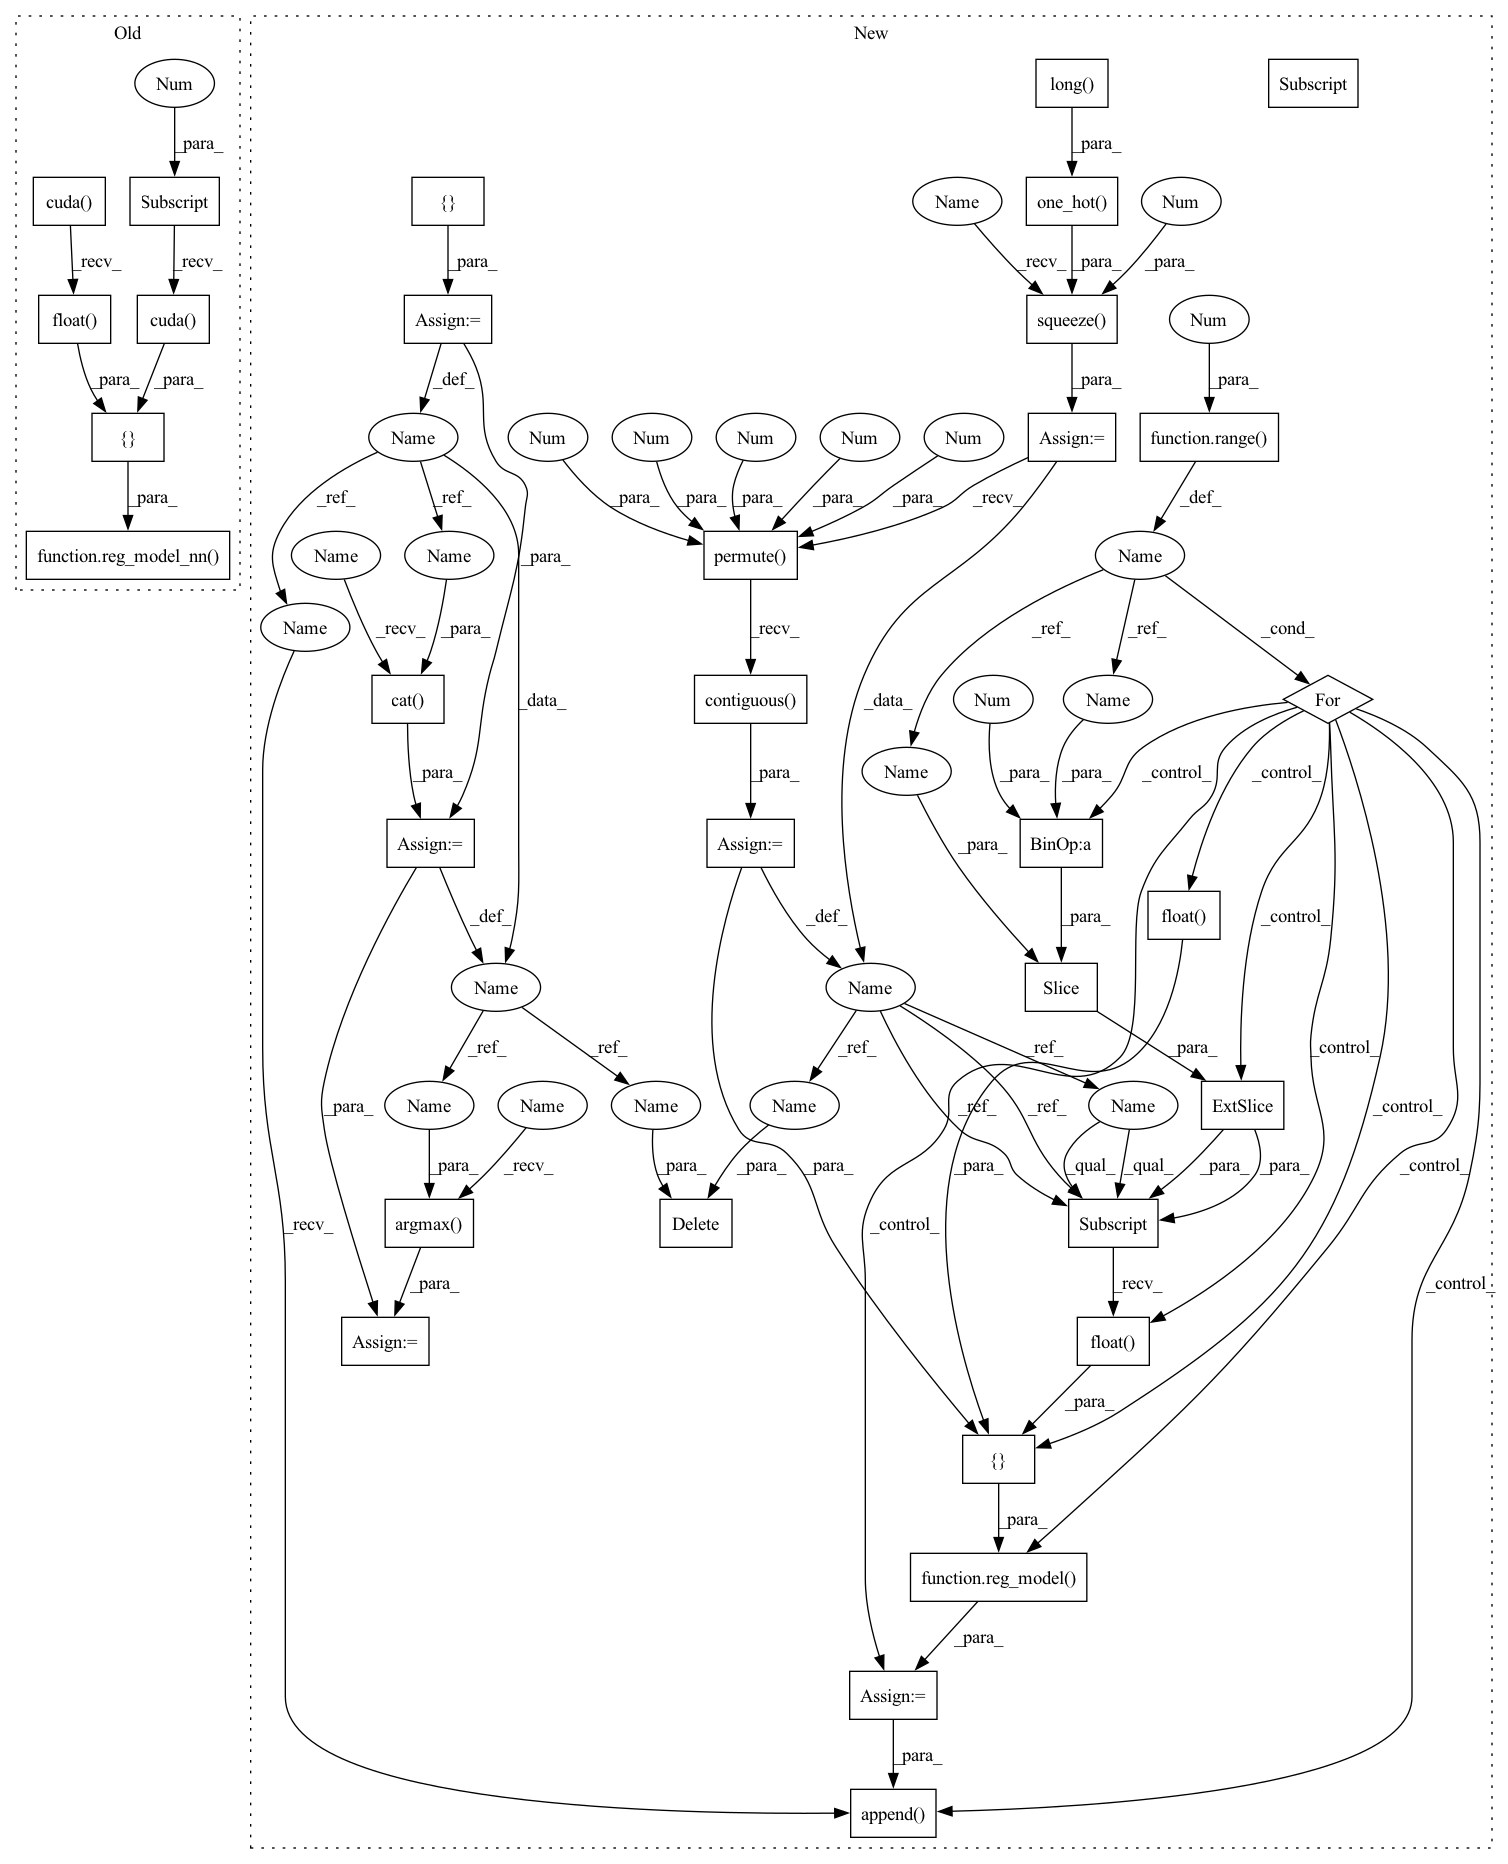 Old
New
Num
long()
Subscript
_para_
_para_
cuda()
Subscript
{}
Name
one_hot()
Num
_recv_
_recv_
_para_
_recv_
_para_
_para_
float()
cuda()
Assign:=
squeeze()
Num
_para_
_para_
_def_
_para_
_para_
{}
Name
Num
Num
Num
Num
Num
Assign:=
function.range()
_para_
_ref_
_ref_
_para_
_para_
_para_
_para_
_para_
_recv_
_def_
function.reg_model_nn()
Name
Name
_para_
permute()
Name
Name
_recv_
_para_
_recv_
_ref_
_ref_
_cond_
cat()
_data_
contiguous()
_data_
Num
Name
For
Name
_para_
_para_
_para_
_para_
_control_
_control_
Assign:=
Assign:=
_para_
BinOp:a
_def_
_def_
_para_
float()
_control_
Name
Name
Slice
_ref_
_ref_
_ref_
_ref_
_para_
_control_
_para_
Name
Name
Name
Name
_ref_
_ref_
Name
ExtSlice
_control_
_para_
_recv_
_para_
_para_
_para_
_para_
_qual_
_qual_
_para_
_para_
_control_
_recv_
argmax()
Delete
_control_
Subscript
_para_
_recv_
_control_
Assign:=
float()
_para_
{}
_para_
function.reg_model()
_para_
Assign:=
_para_
append()